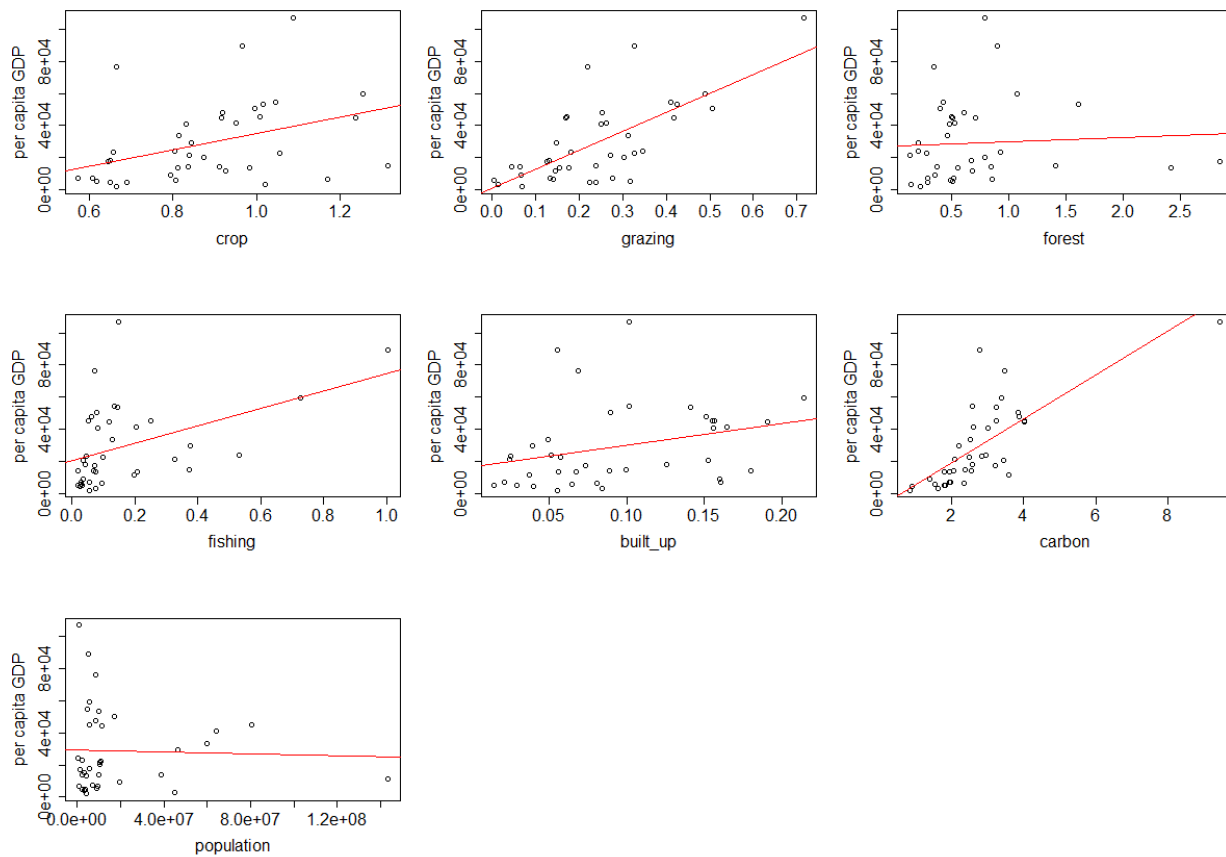 per capita GDP
0e+00 4e+04 8e+04
0.6 0.8 1.0 1.2
crop
per capita GDP
0e+00 4e+04 8e+04
0.0 0.1 0.2 0.3 0.4 0.5 0.6 0.7
grazing
per capita GDP
0e+00 4e+04 8e+04
0.5 1.0 1.5 2.0 2.5
forest
per capita GDP
0e+00 4e+04 8e+04
0.0 0.2 0.4 0.6 0.8 1.0
fishing
per capita GDP
0e+00 4e+04 8e+04
0.05 0.10 0.15 0.20
built_up
per capita GDP
0e+00 4e+04 8e+04
2 4 6 8
carbon
per capita GDP
0e+00 4e+04 8e+04
0.0e+00 4.0e+07 8.0e+07 1.2e+08
population